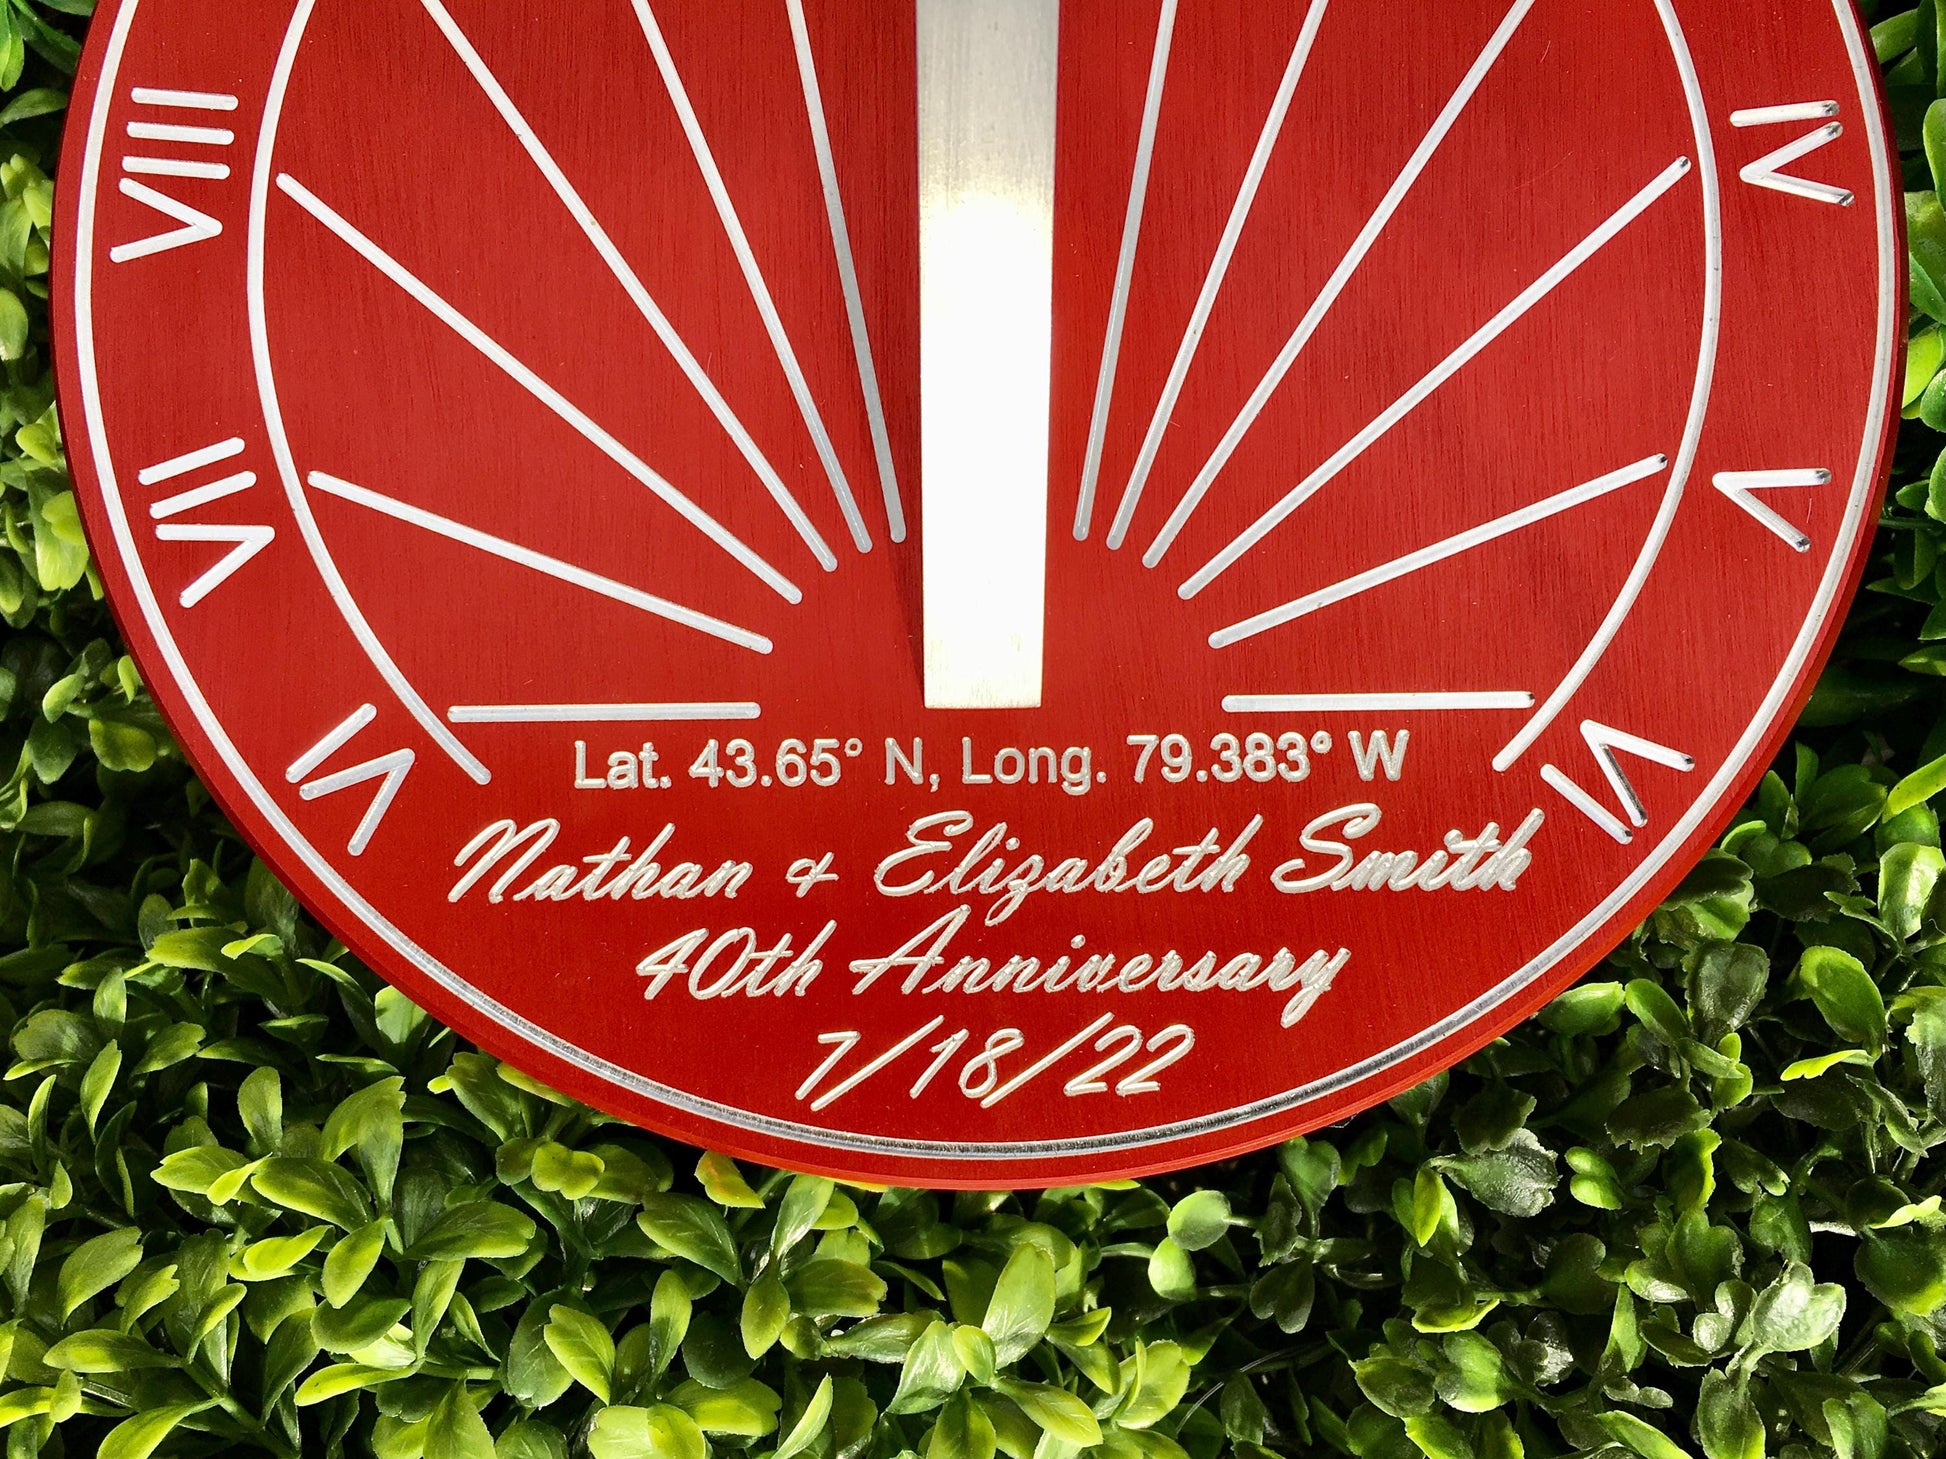 VIII IV
VII V
VI VI
Lat. 43.65° N, Long. 79.383° W
Nathan & Elizabeth Smith
40th Anniversary
7/18/22